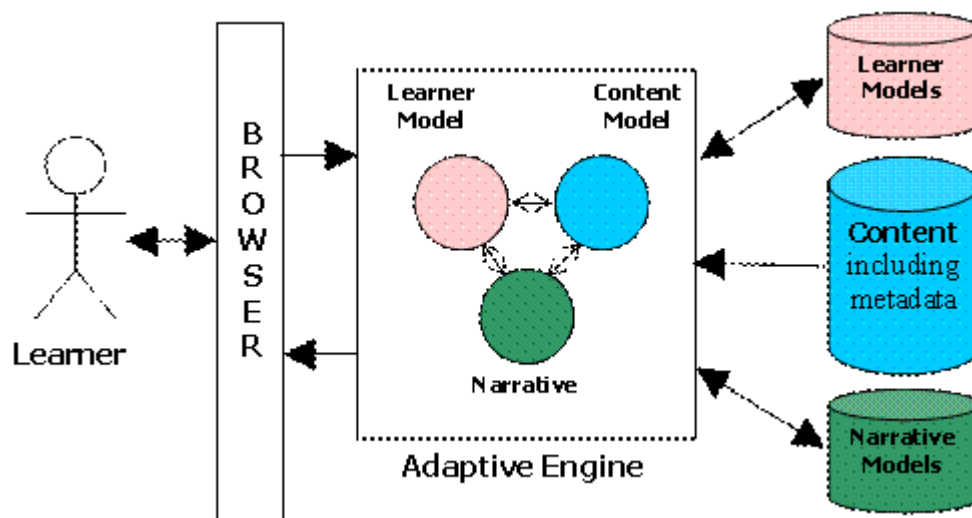 Learner
B
R
O
W
S
E
R
Learner
Model
Content
Model
Narrative
Adaptive Engine
Learner
Models
Content
including
metadata
Narrative
Models